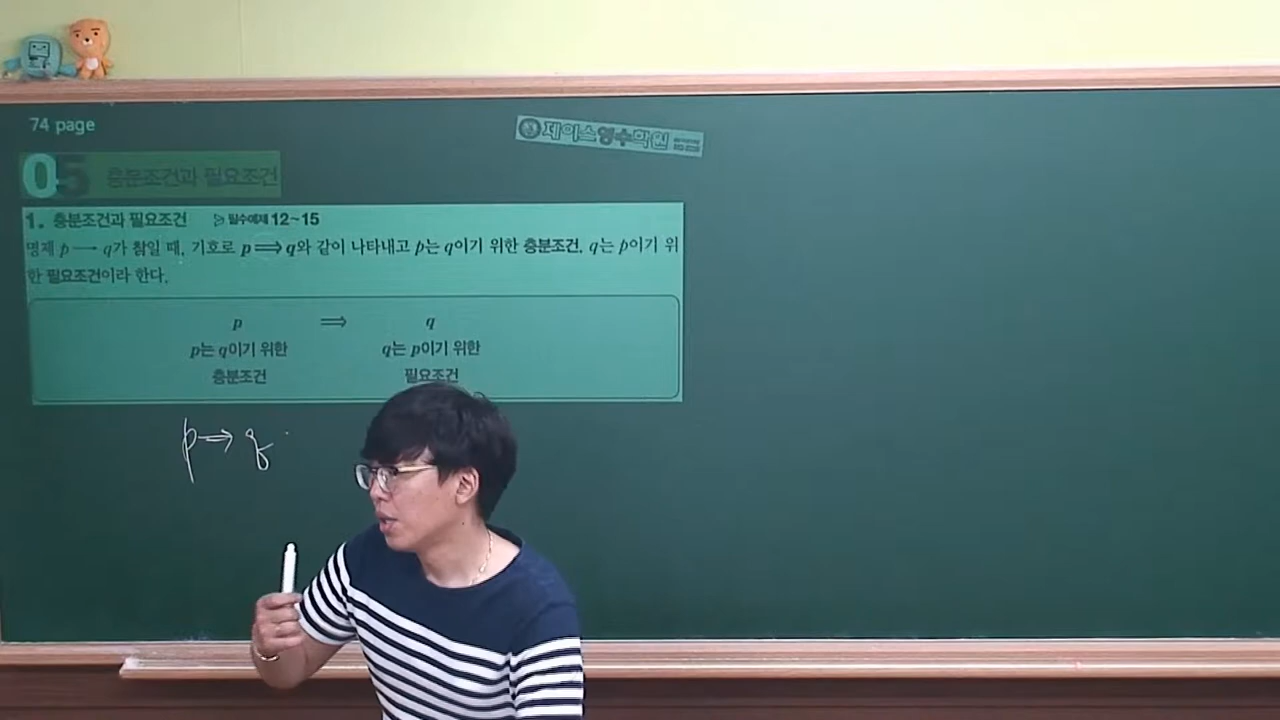 74 page
제이스영수학원
05 충분조건과 필요조건
1. 충분조건과 필요조건 필수예제 12~15
명제 p → q가 참일 때, 기호로 p ⟹ q와 같이 나타내고 p는 q이기 위한 충분조건, q는 p이기 위
한 필요조건이라 한다.
p ⟹ q
p는 q이기 위한 q는 p이기 위한
충분조건 필요조건
p → q